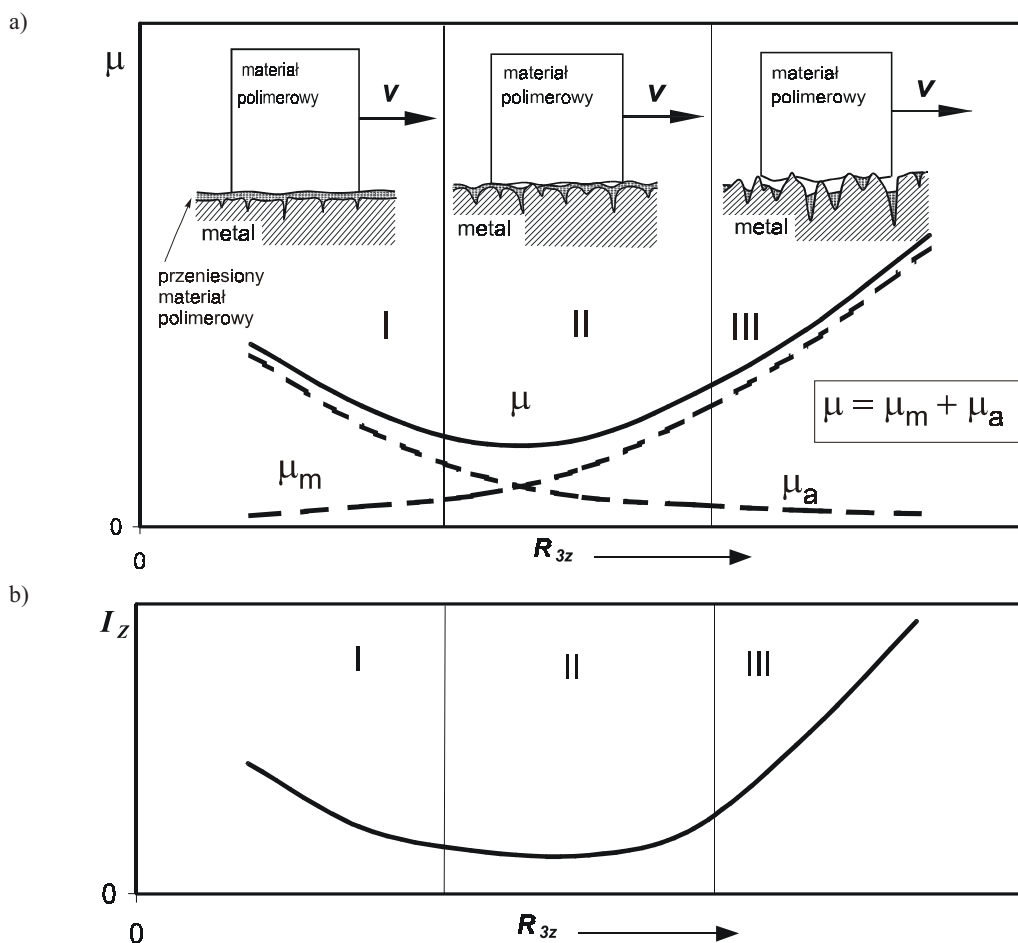 a)
μ
materiał
polimerowy
v
metal
przeniesiony
materiał
polimerowy
materiał
polimerowy
v
metal
materiał
polimerowy
v
metal
I
II
III
μ
μ = μm + μa
μm
μa
0
0
R3z
b)
Iz
I
II
III
0
0
R3z